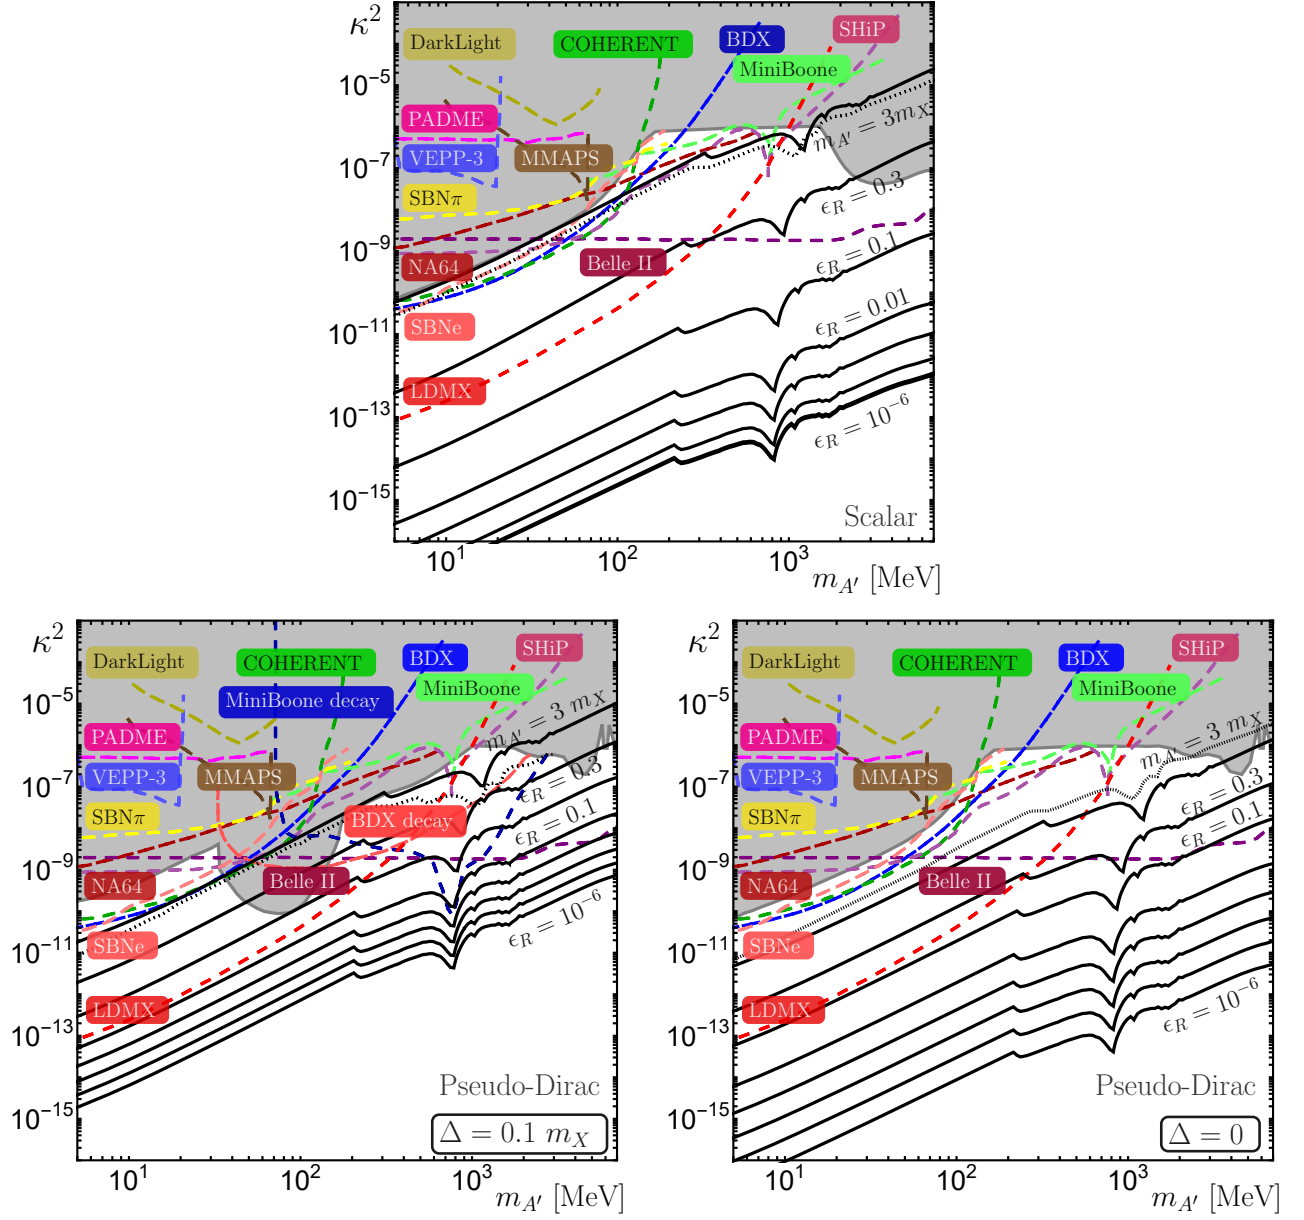 κ²
DarkLight
COHERENT
BDX
SHiP
MiniBoone
10⁻⁵
PADME
m_A′ = 3m_X
10⁻⁷
VEPP-3
MMAPS
ϵ_R = 0.3
SBNπ
10⁻⁹
NA64
Belle II
ϵ_R = 0.1
ϵ_R = 0.01
10⁻¹¹
SBNe
LDMX
10⁻¹³
ϵ_R = 10⁻⁶
10⁻¹⁵
Scalar
10¹ 10² 10³
m_A′ [MeV]
κ²
DarkLight
COHERENT
BDX
SHiP
MiniBoone decay
MiniBoone
10⁻⁵
PADME
m_A′ = 3 m_X
10⁻⁷
VEPP-3
MMAPS
ϵ_R = 0.3
SBNπ
BDX decay
ϵ_R = 0.1
10⁻⁹
NA64
Belle II
10⁻¹¹
SBNe
ϵ_R = 10⁻⁶
LDMX
10⁻¹³
Pseudo-Dirac
10⁻¹⁵
Δ = 0.1 m_X
10¹ 10² 10³
m_A′ [MeV]
κ²
DarkLight
COHERENT
BDX
SHiP
MiniBoone
10⁻⁵
PADME
m_A′ = 3 m_X
10⁻⁷
VEPP-3
MMAPS
ϵ_R = 0.3
SBNπ
ϵ_R = 0.1
10⁻⁹
NA64
Belle II
10⁻¹¹
SBNe
LDMX
ϵ_R = 10⁻⁶
10⁻¹³
Pseudo-Dirac
10⁻¹⁵
Δ = 0
10¹ 10² 10³
m_A′ [MeV]